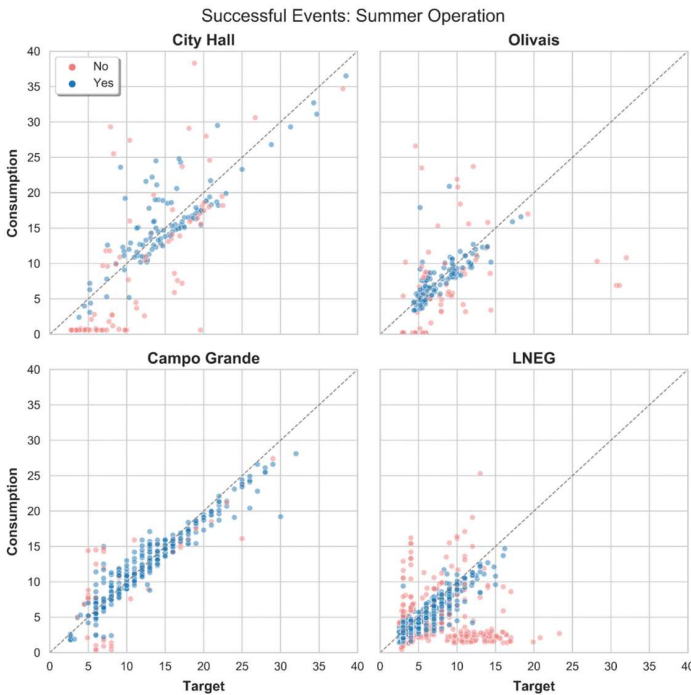 Successful Events: Summer Operation
City Hall
Olivais
No
Yes
40
35
30
25
20
15
10
5
0
Consumption
Campo Grande
LNEG
40
35
30
25
20
15
10
5
0
Consumption
0 5 10 15 20 25 30 35 40
0 5 10 15 20 25 30 35 40
Target
Target